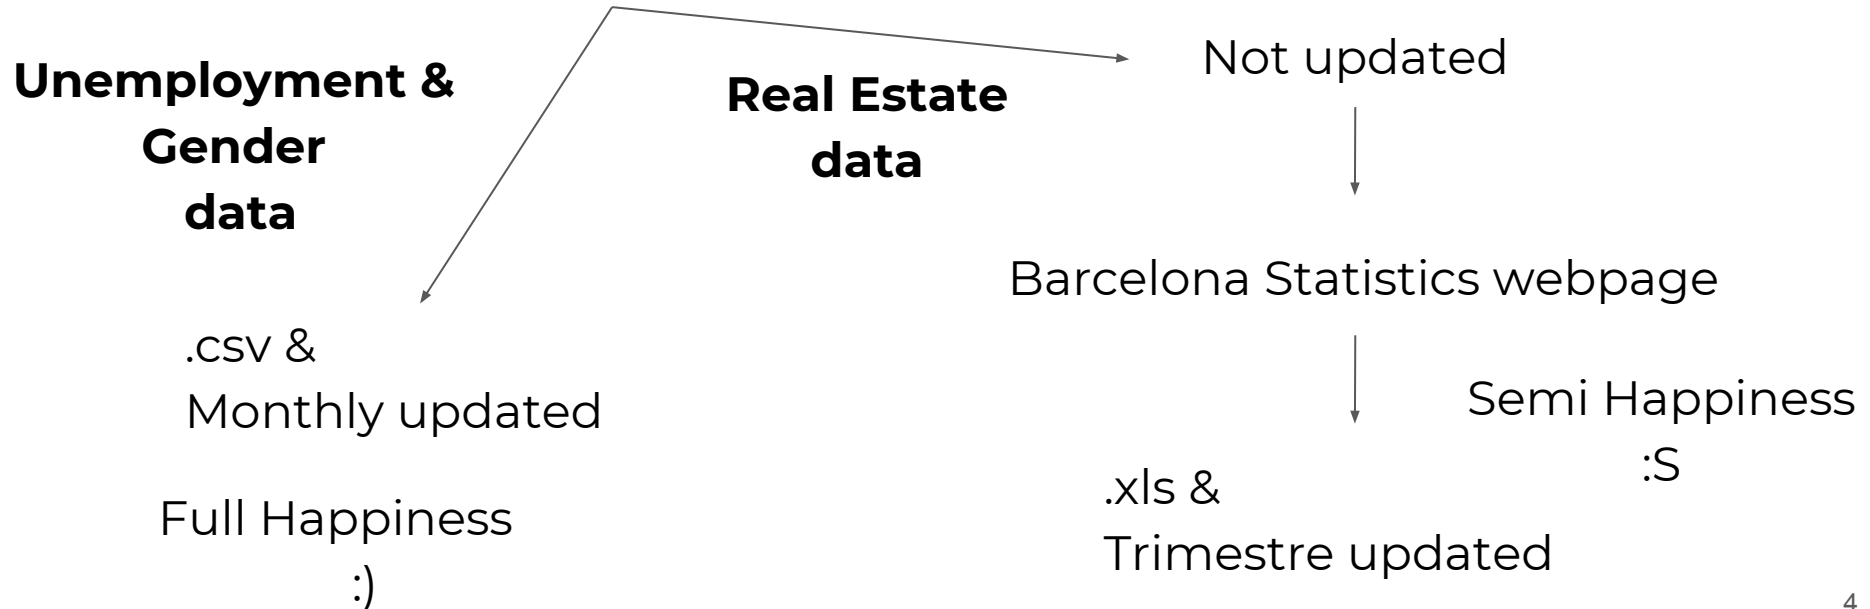 Unemployment &
Gender
data
.csv &
Monthly updated
Full Happiness
:)
Real Estate
data
Not updated
Barcelona Statistics webpage
.xls &
Trimestre updated
Semi Happiness
:S
4